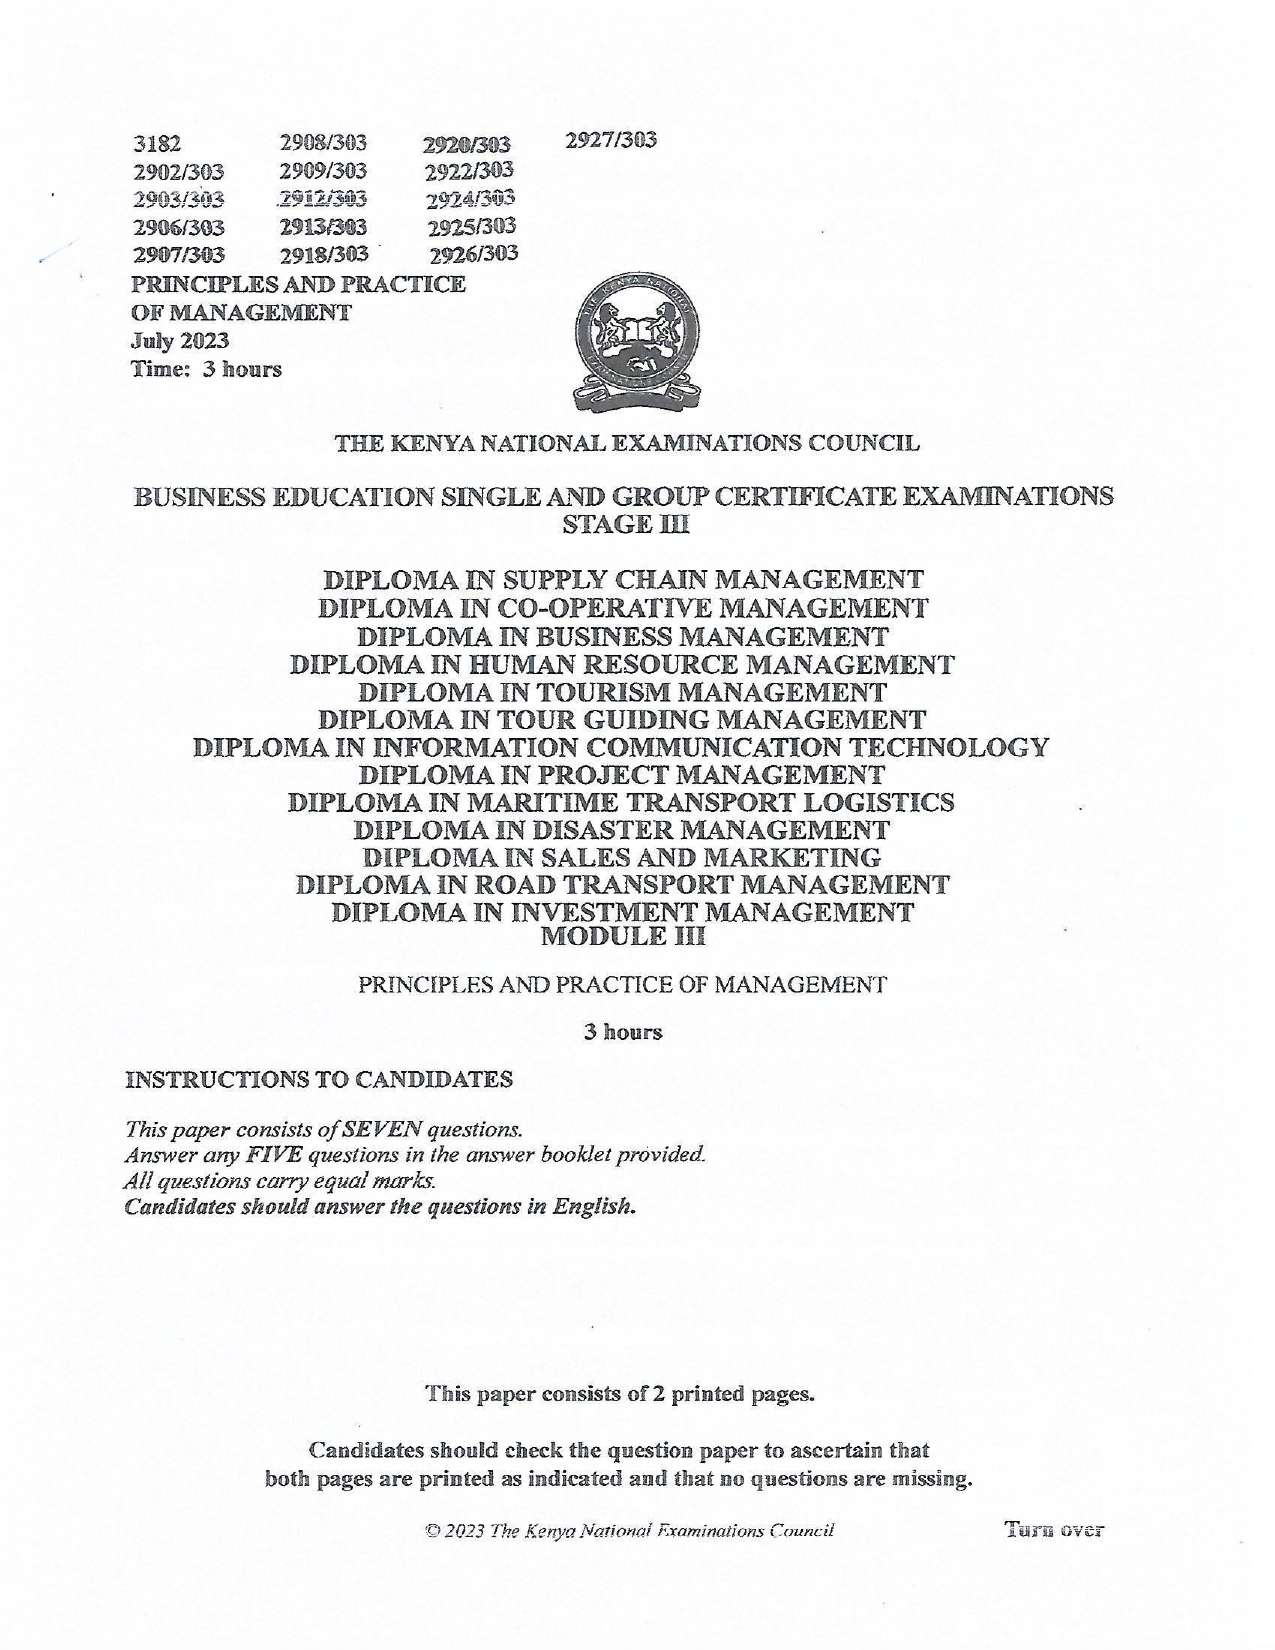 3182 2908/303 2920/303 2927/303
2902/303 2909/303 2922/303
2903/303 2912/303 2924/303
2906/303 2913/303 2925/303
2907/303 2918/303 2926/303
PRINCIPLES AND PRACTICE
OF MANAGEMENT
July 2023
Time: 3 hours
THE KENYA NATIONAL EXAMINATIONS COUNCIL
BUSINESS EDUCATION SINGLE AND GROUP CERTIFICATE EXAMINATIONS
STAGE III
DIPLOMA IN SUPPLY CHAIN MANAGEMENT
DIPLOMA IN CO-OPERATIVE MANAGEMENT
DIPLOMA IN BUSINESS MANAGEMENT
DIPLOMA IN HUMAN RESOURCE MANAGEMENT
DIPLOMA IN TOURISM MANAGEMENT
DIPLOMA IN TOUR GUIDING MANAGEMENT
DIPLOMA IN INFORMATION COMMUNICATION TECHNOLOGY
DIPLOMA IN PROJECT MANAGEMENT
DIPLOMA IN MARITIME TRANSPORT LOGISTICS
DIPLOMA IN DISASTER MANAGEMENT
DIPLOMA IN SALES AND MARKETING
DIPLOMA IN ROAD TRANSPORT MANAGEMENT
DIPLOMA IN INVESTMENT MANAGEMENT
MODULE III
PRINCIPLES AND PRACTICE OF MANAGEMENT
3 hours
INSTRUCTIONS TO CANDIDATES
This paper consists of SEVEN questions.
Answer any FIVE questions in the answer booklet provided.
All questions carry equal marks.
Candidates should answer the questions in English.
This paper consists of 2 printed pages.
Candidates should check the question paper to ascertain that
both pages are printed as indicated and that no questions are missing.
© 2023 The Kenya National Examinations Council
Turn over